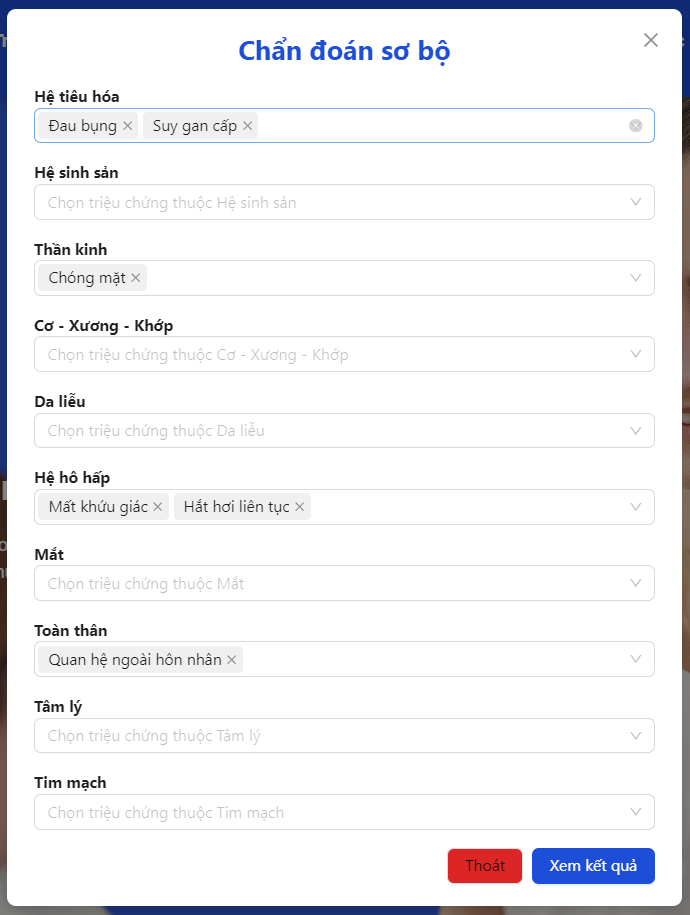 Chẩn đoán sơ bộ
Hệ tiêu hóa
Đau bụng Suy gan cấp
Hệ sinh sản
Chọn triệu chứng thuộc Hệ sinh sản
Thần kinh
Chóng mặt
Cơ - Xương - Khớp
Chọn triệu chứng thuộc Cơ - Xương - Khớp
Da liễu
Chọn triệu chứng thuộc Da liễu
Hệ hô hấp
Mất khứu giác Hắt hơi liên tục
Mắt
Chọn triệu chứng thuộc Mắt
Toàn thân
Quan hệ ngoài hôn nhân
Tâm lý
Chọn triệu chứng thuộc Tâm lý
Tim mạch
Chọn triệu chứng thuộc Tim mạch
Thoát Xem kết quả